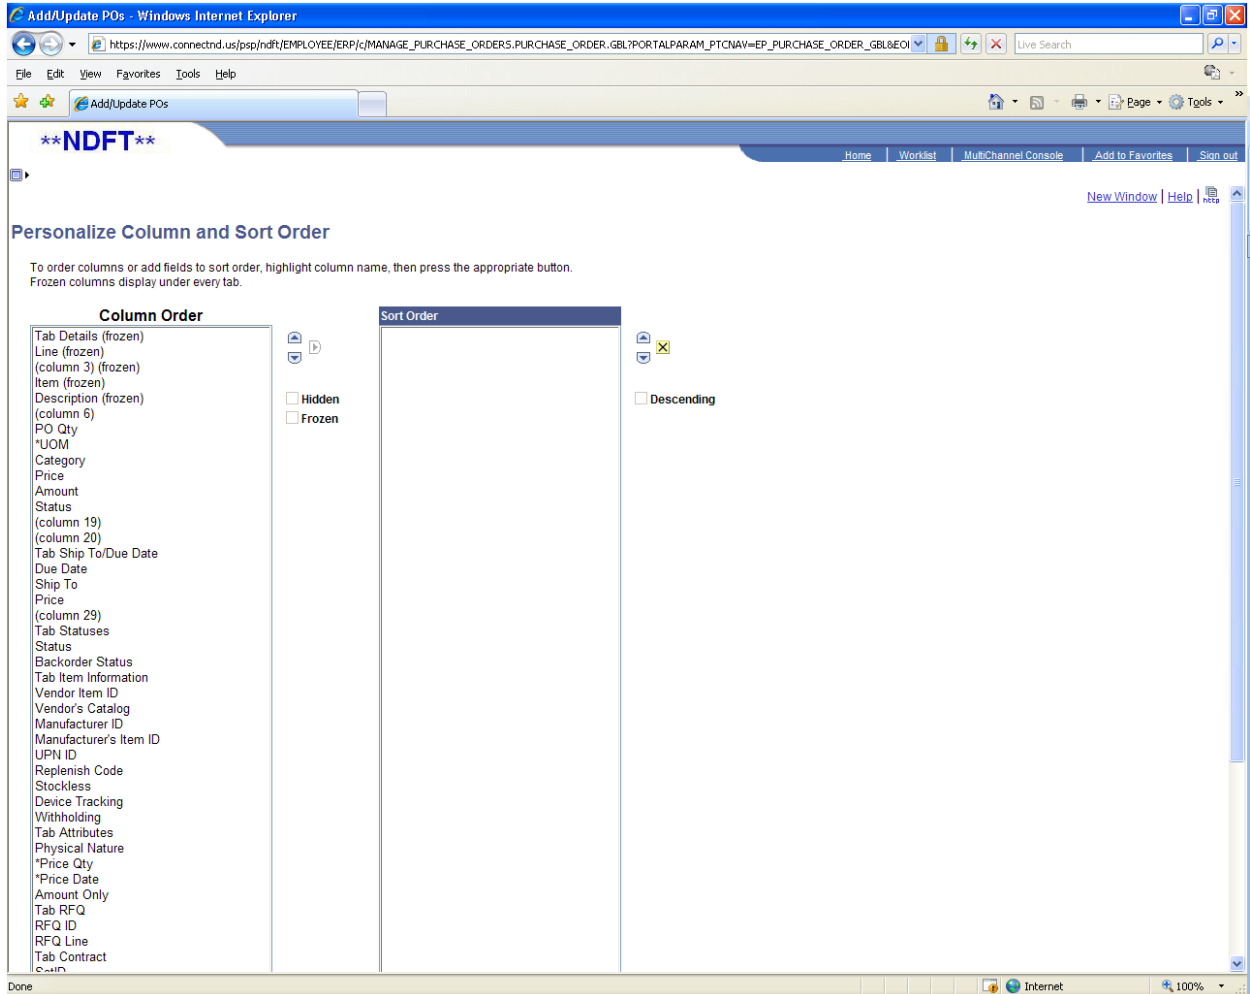 Add/Update POs - Windows Internet Explorer
https://www.connectnd.us/psp/ndft/EMPLOYEE/ERP/c/MANAGE_PURCHASE_ORDERS.PURCHASE_ORDER.GBL?PORTALPARAM_PTCNAV=EP_PURCHASE_ORDER_GBL&EOI
Live Search
File Edit View Favorites Tools Help
Add/Update POs
Page Tools
**NDFT**
Home Worklist MultiChannel Console Add to Favorites Sign out
New Window | Help | http
Personalize Column and Sort Order
To order columns or add fields to sort order, highlight column name, then press the appropriate button.
Frozen columns display under every tab.
Column Order
Sort Order
Tab Details (frozen)
Line (frozen)
(column 3) (frozen)
Item (frozen)
Description (frozen)
(column 6)
PO Qty
*UOM
Category
Price
Amount
Status
(column 19)
(column 20)
Tab Ship To/Due Date
Due Date
Ship To
Price
(column 29)
Tab Statuses
Status
Backorder Status
Tab Item Information
Vendor Item ID
Vendor's Catalog
Manufacturer ID
Manufacturer's Item ID
UPN ID
Replenish Code
Stockless
Device Tracking
Withholding
Tab Attributes
Physical Nature
*Price Qty
*Price Date
Amount Only
Tab RFQ
RFQ ID
RFQ Line
Tab Contract
SetID
Hidden
Frozen
Descending
Done
Internet
100%